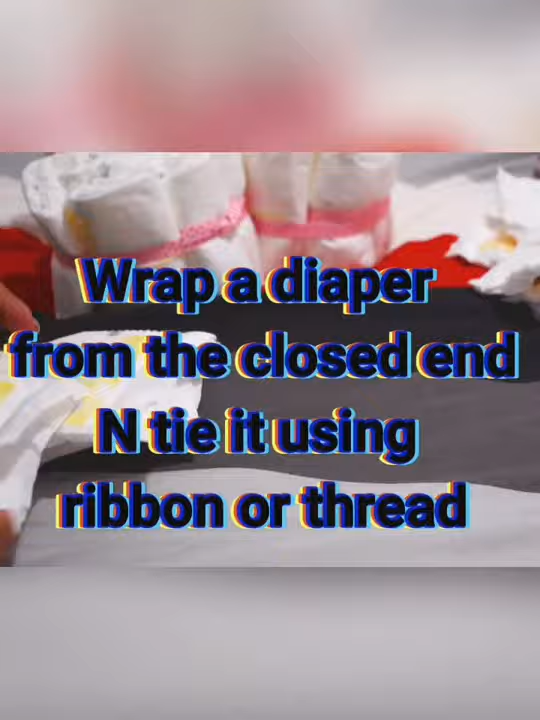 Wrap a diaper
from the closed end
N tie it using
ribbon or thread